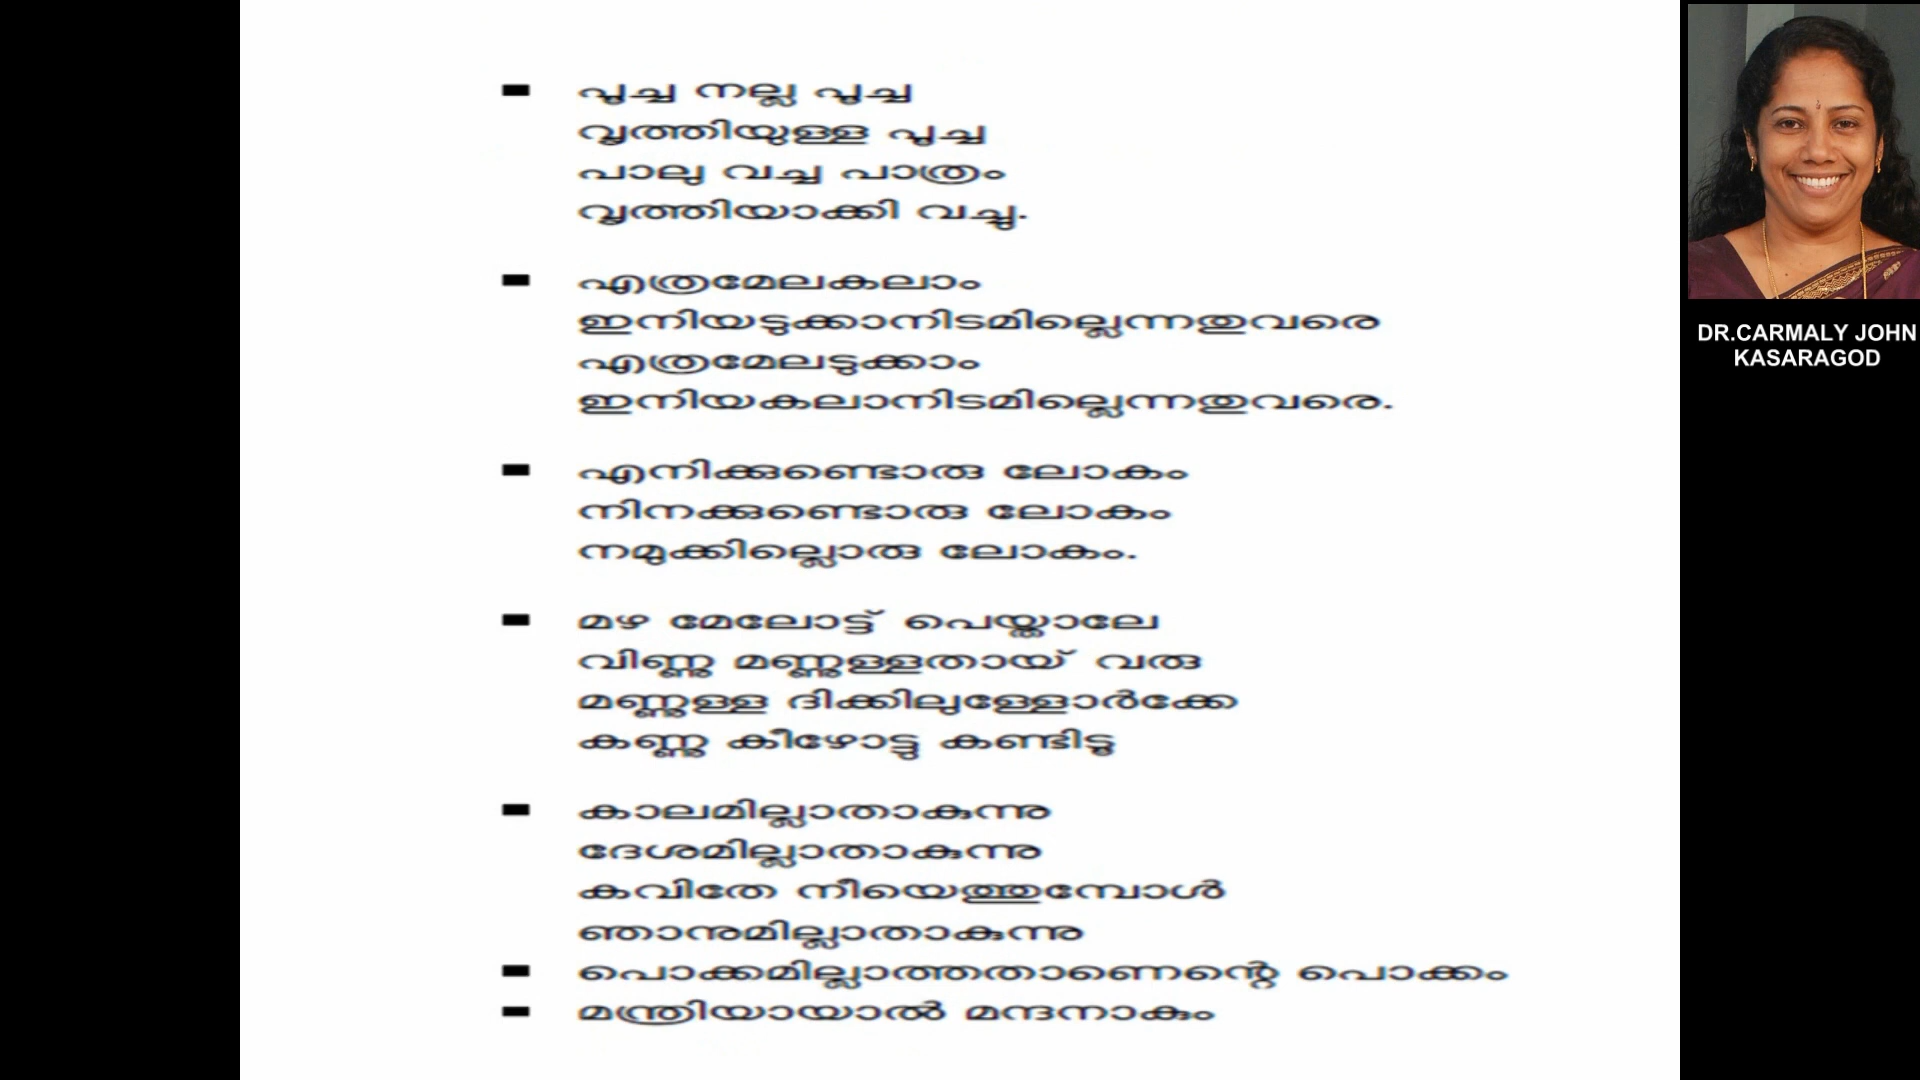 ▪ പൂച്ച നല്ല പൂച്ച
വൃത്തിയുള്ള പൂച്ച
പാലു വച്ച പാത്രം
വൃത്തിയാക്കി വച്ചു.
▪ എത്രമേലകലാം
ഇനിയടുക്കാനിടമില്ലെന്നതുവരെ
എത്രമേലടുക്കാം
ഇനിയകലാനിടമില്ലെന്നതുവരെ.
▪ എനിക്കുണ്ടൊരു ലോകം
നിനക്കുണ്ടൊരു ലോകം
നമുക്കില്ലൊരു ലോകം.
▪ മഴ മേലോട്ട് പെയ്താലേ
വിണ്ണു മണ്ണുള്ളതായ് വരു
മണ്ണുള്ള ദിക്കിലുള്ളോർക്കേ
കണ്ണു കീഴോട്ടു കണ്ടിടൂ
▪ കാലമില്ലാതാകുന്നു
ദേശമില്ലാതാകുന്നു
കവിതേ നീയെത്തുമ്പോൾ
ഞാനുമില്ലാതാകുന്നു
▪ പൊക്കമില്ലാത്തതാണെന്റെ പൊക്കം
▪ മന്ത്രിയായാൽ മന്ദനാകും
DR.CARMALY JOHN
KASARAGOD